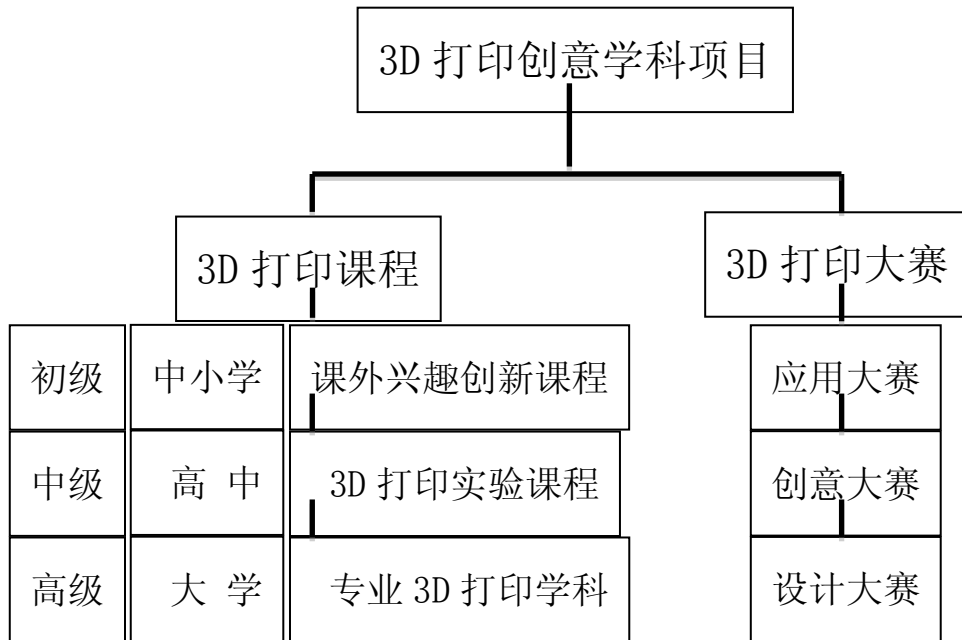 3D 打印创意学科项目
3D 打印课程 3D 打印大赛
初级 中小学 课外兴趣创新课程 应用大赛
中级 高 中 3D 打印实验课程 创意大赛
高级 大 学 专业 3D 打印学科 设计大赛